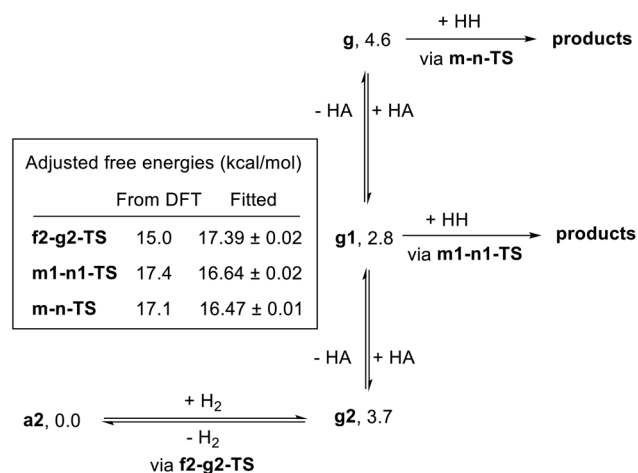 g, 4.6
+ HH
via m-n-TS
products
- HA
+ HA
Adjusted free energies (kcal/mol)
From DFT Fitted
f2-g2-TS 15.0 17.39 ± 0.02
m1-n1-TS 17.4 16.64 ± 0.02
m-n-TS 17.1 16.47 ± 0.01
g1, 2.8
+ HH
via m1-n1-TS
products
- HA
+ HA
a2, 0.0
+ H₂
- H₂
via f2-g2-TS
g2, 3.7